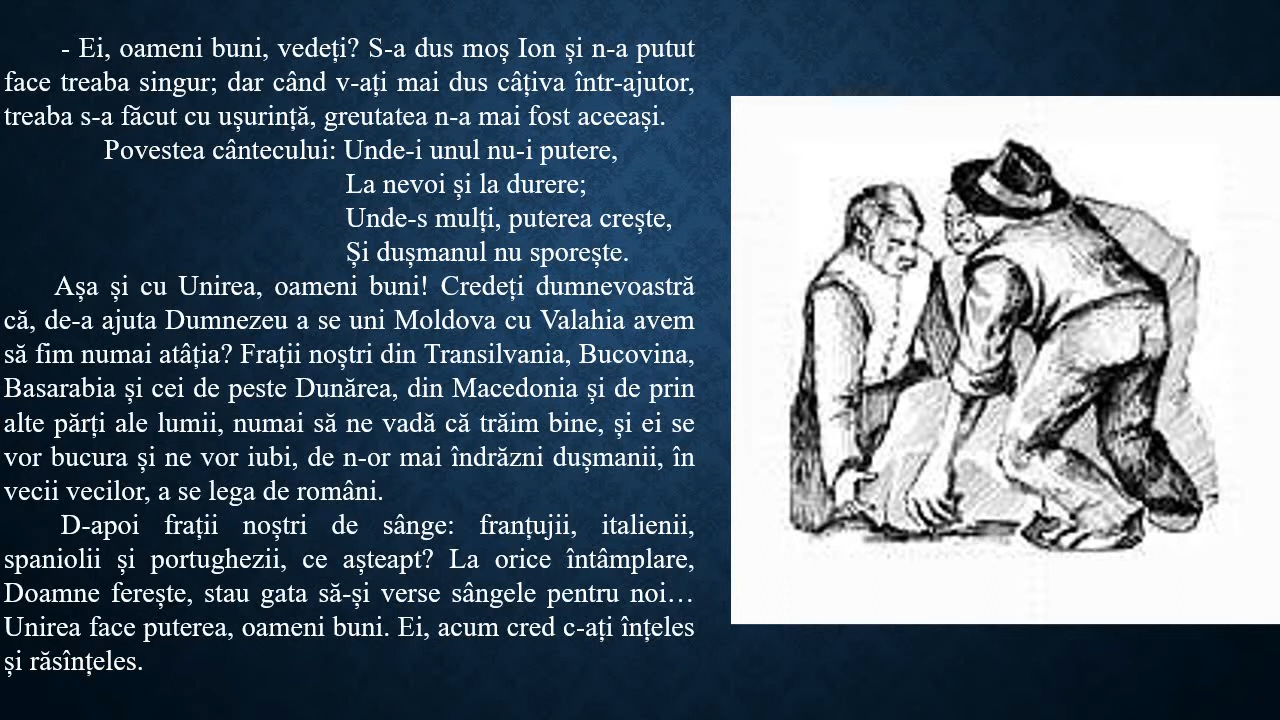 - Ei, oameni buni, vedeți? S-a dus moș Ion și n-a putut
face treaba singur; dar când v-ați mai dus câțiva într-ajutor,
treaba s-a făcut cu ușurință, greutatea n-a mai fost aceeași.
Povestea cântecului: Unde-i unul nu-i putere,
La nevoi și la durere;
Unde-s mulți, puterea crește,
Și dușmanul nu sporește.
Așa și cu Unirea, oameni buni! Credeți dumnevoastră
că, de-a ajuta Dumnezeu a se uni Moldova cu Valahia avem
să fim numai atâția? Frații noștri din Transilvania, Bucovina,
Basarabia și cei de peste Dunărea, din Macedonia și de prin
alte părți ale lumii, numai să ne vadă că trăim bine, și ei se
vor bucura și ne vor iubi, de n-or mai îndrăzni dușmanii, în
vecii vecilor, a se lega de români.
D-apoi frații noștri de sânge: franțujii, italienii,
spaniolii și portughezii, ce așteapt? La orice întâmplare,
Doamne ferește, stau gata să-și verse sângele pentru noi…
Unirea face puterea, oameni buni. Ei, acum cred c-ați înțeles
și răsînțeles.